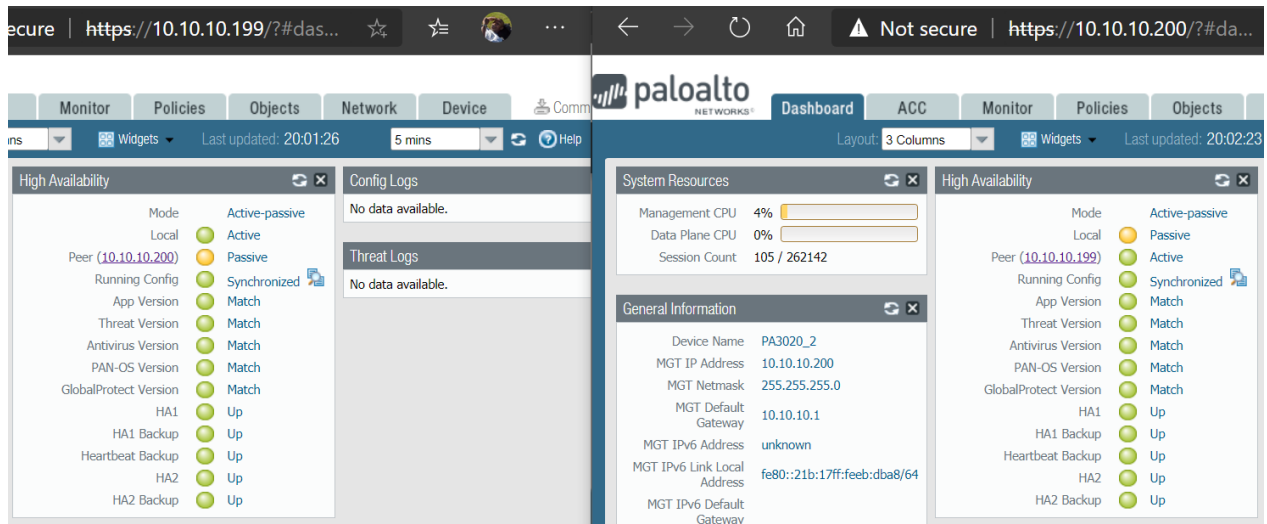 ecure | https://10.10.10.199/?#das...
Monitor Policies Objects Network Device Comm
ns Widgets Last updated: 20:01:26 5 mins Help
High Availability
Mode Active-passive
Local Active
Peer (10.10.10.200) Passive
Running Config Synchronized
App Version Match
Threat Version Match
Antivirus Version Match
PAN-OS Version Match
GlobalProtect Version Match
HA1 Up
HA1 Backup Up
Heartbeat Backup Up
HA2 Up
HA2 Backup Up
Config Logs
No data available.
Threat Logs
No data available.
Not secure | https://10.10.10.200/?#da...
paloalto
NETWORKS®
Dashboard ACC Monitor Policies Objects
Layout: 3 Columns Widgets Last updated: 20:02:23
System Resources
Management CPU 4%
Data Plane CPU 0%
Session Count 105 / 262142
General Information
Device Name PA3020_2
MGT IP Address 10.10.10.200
MGT Netmask 255.255.255.0
MGT Default
Gateway 10.10.10.1
MGT IPv6 Address unknown
MGT IPv6 Link Local
Address fe80::21b:17ff:feeb:dba8/64
MGT IPv6 Default
Gateway
High Availability
Mode Active-passive
Local Passive
Peer (10.10.10.199) Active
Running Config Synchronized
App Version Match
Threat Version Match
Antivirus Version Match
PAN-OS Version Match
GlobalProtect Version Match
HA1 Up
HA1 Backup Up
Heartbeat Backup Up
HA2 Up
HA2 Backup Up